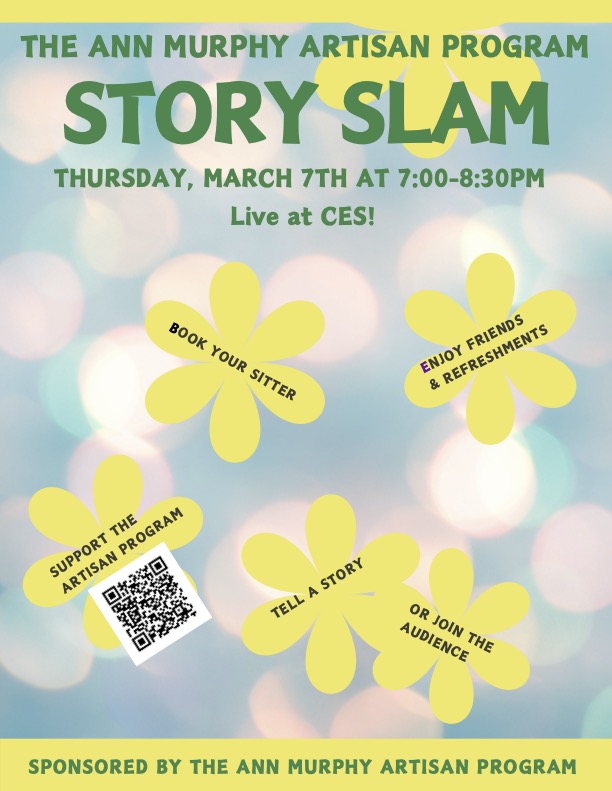 THE ANN MURPHY ARTISAN PROGRAM
STORY SLAM
THURSDAY, MARCH 7TH AT 7:00-8:30PM
Live at CES!
BOOK YOUR SITTER
ENJOY FRIENDS
& REFRESHMENTS
SUPPORT THE
ARTISAN PROGRAM
TELL A STORY
OR JOIN THE
AUDIENCE
SPONSORED BY THE ANN MURPHY ARTISAN PROGRAM